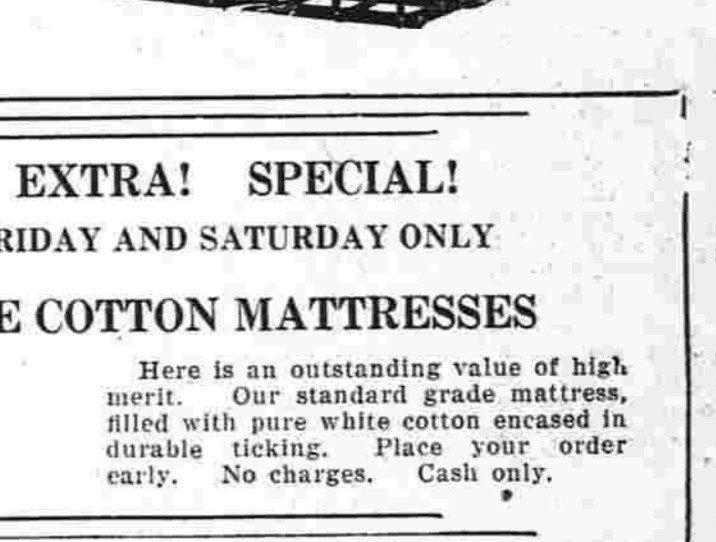 EXTRA! SPECIAL!
RIDAY AND SATURDAY ONLY
E COTTON MATTRESSES
Here is an outstanding value of high
merit. Our standard grade mattress,
filled with pure white cotton encased in
durable ticking. Place your order
early. No charges. Cash only.